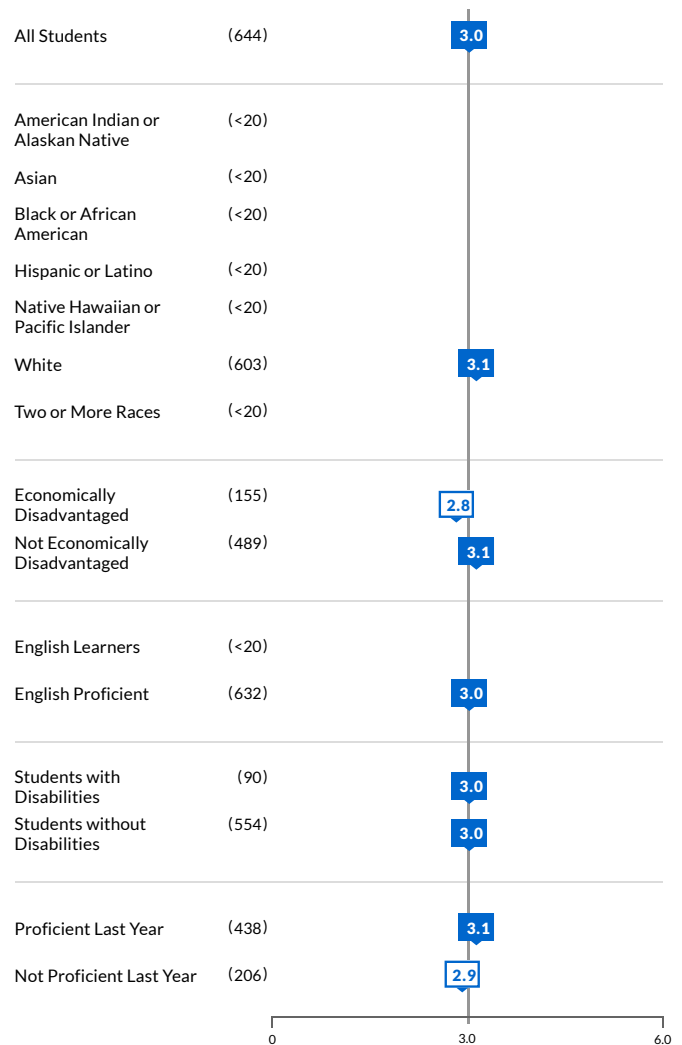 All Students (644) 3.0
American Indian or (<20)
Alaskan Native
Asian (<20)
Black or African (<20)
American
Hispanic or Latino (<20)
Native Hawaiian or (<20)
Pacific Islander
White (603) 3.1
Two or More Races (<20)
Economically (155) 2.8
Disadvantaged
Not Economically (489) 3.1
Disadvantaged
English Learners (<20)
English Proficient (632) 3.0
Students with (90) 3.0
Disabilities
Students without (554) 3.0
Disabilities
Proficient Last Year (438) 3.1
Not Proficient Last Year (206) 2.9
0 3.0 6.0